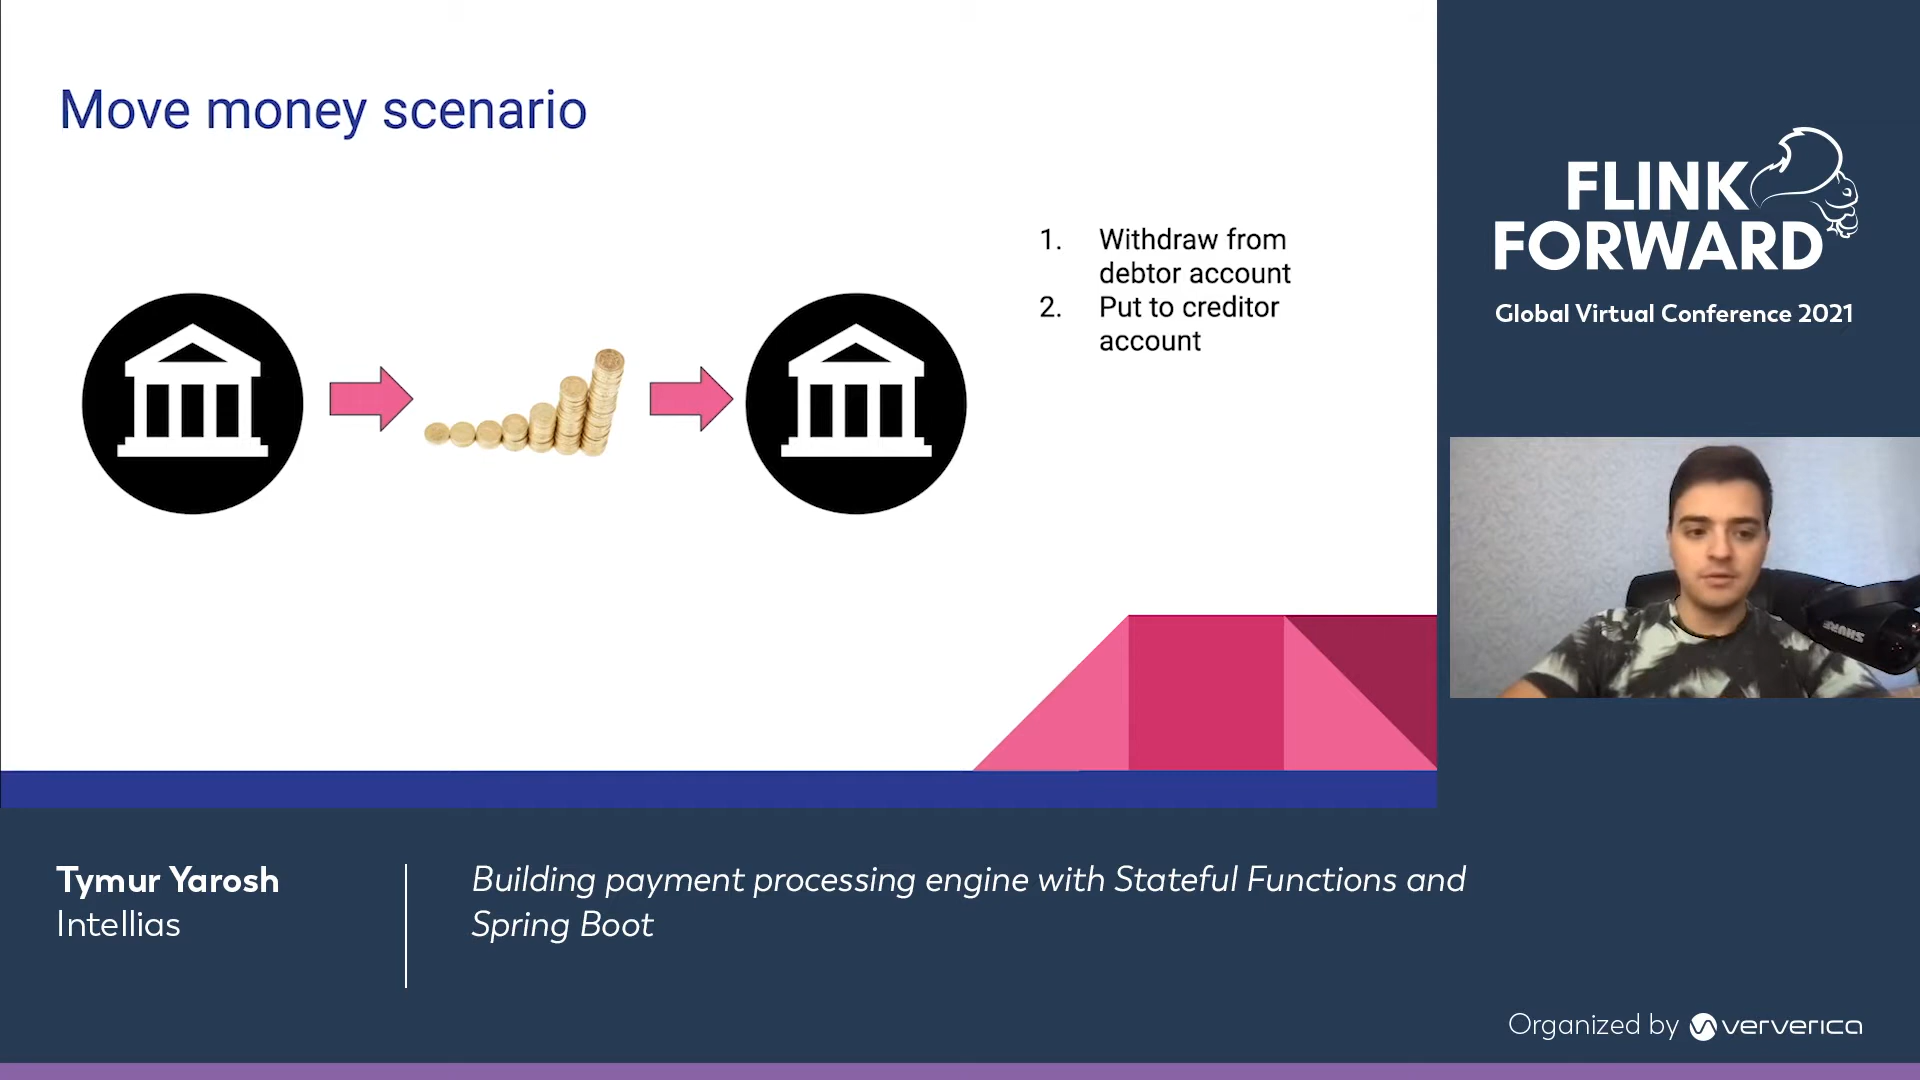 Move money scenario
1. Withdraw from
debtor account
2. Put to creditor
account
FLINK
FORWARD
Global Virtual Conference 2021
SHURE
Tymur Yarosh
Intellias
Building payment processing engine with Stateful Functions and
Spring Boot
Organized by ververica